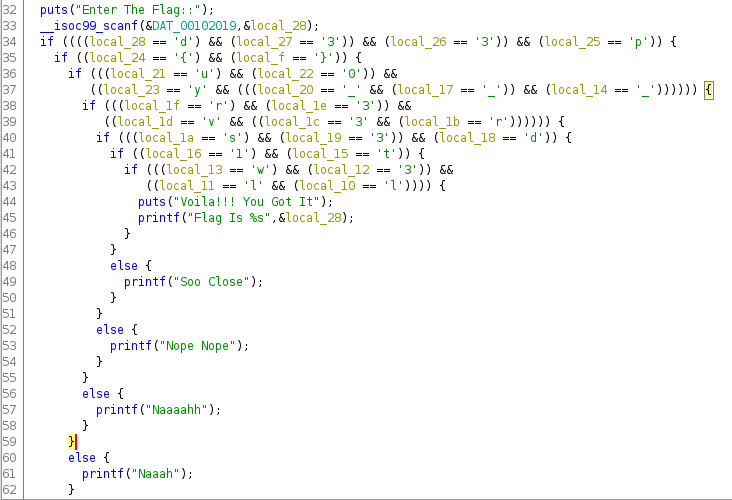 32 puts("Enter The Flag::");
33 __isoc99_scanf(&DAT_00102019,&local_28);
34 if ((((local_28 == 'd') && (local_27 == '3')) && (local_26 == '3')) && (local_25 == 'p')) {
35 if ((local_24 == '{') && (local_f == '}')) {
36 if (((local_21 == 'u') && (local_22 == '0')) &&
37 ((local_23 == 'y' && (((local_20 == '_' && (local_17 == '_')) && (local_14 == '_')))))) {
38 if (((local_1f == 'r') && (local_1e == '3')) &&
39 ((local_1d == 'v' && ((local_1c == '3' && (local_1b == 'r')))))) {
40 if (((local_1a == 's') && (local_19 == '3')) && (local_18 == 'd')) {
41 if ((local_16 == '1') && (local_15 == 't')) {
42 if (((local_13 == 'w') && (local_12 == '3')) &&
43 ((local_11 == 'l' && (local_10 == 'l')))) {
44 puts("Voila!!! You Got It");
45 printf("Flag Is %s",&local_28);
46 }
47 }
48 else {
49 printf("Soo Close");
50 }
51 }
52 else {
53 printf("Nope Nope");
54 }
55 }
56 else {
57 printf("Naaaahh");
58 }
59 }
60 else {
61 printf("Naaah");
62 }